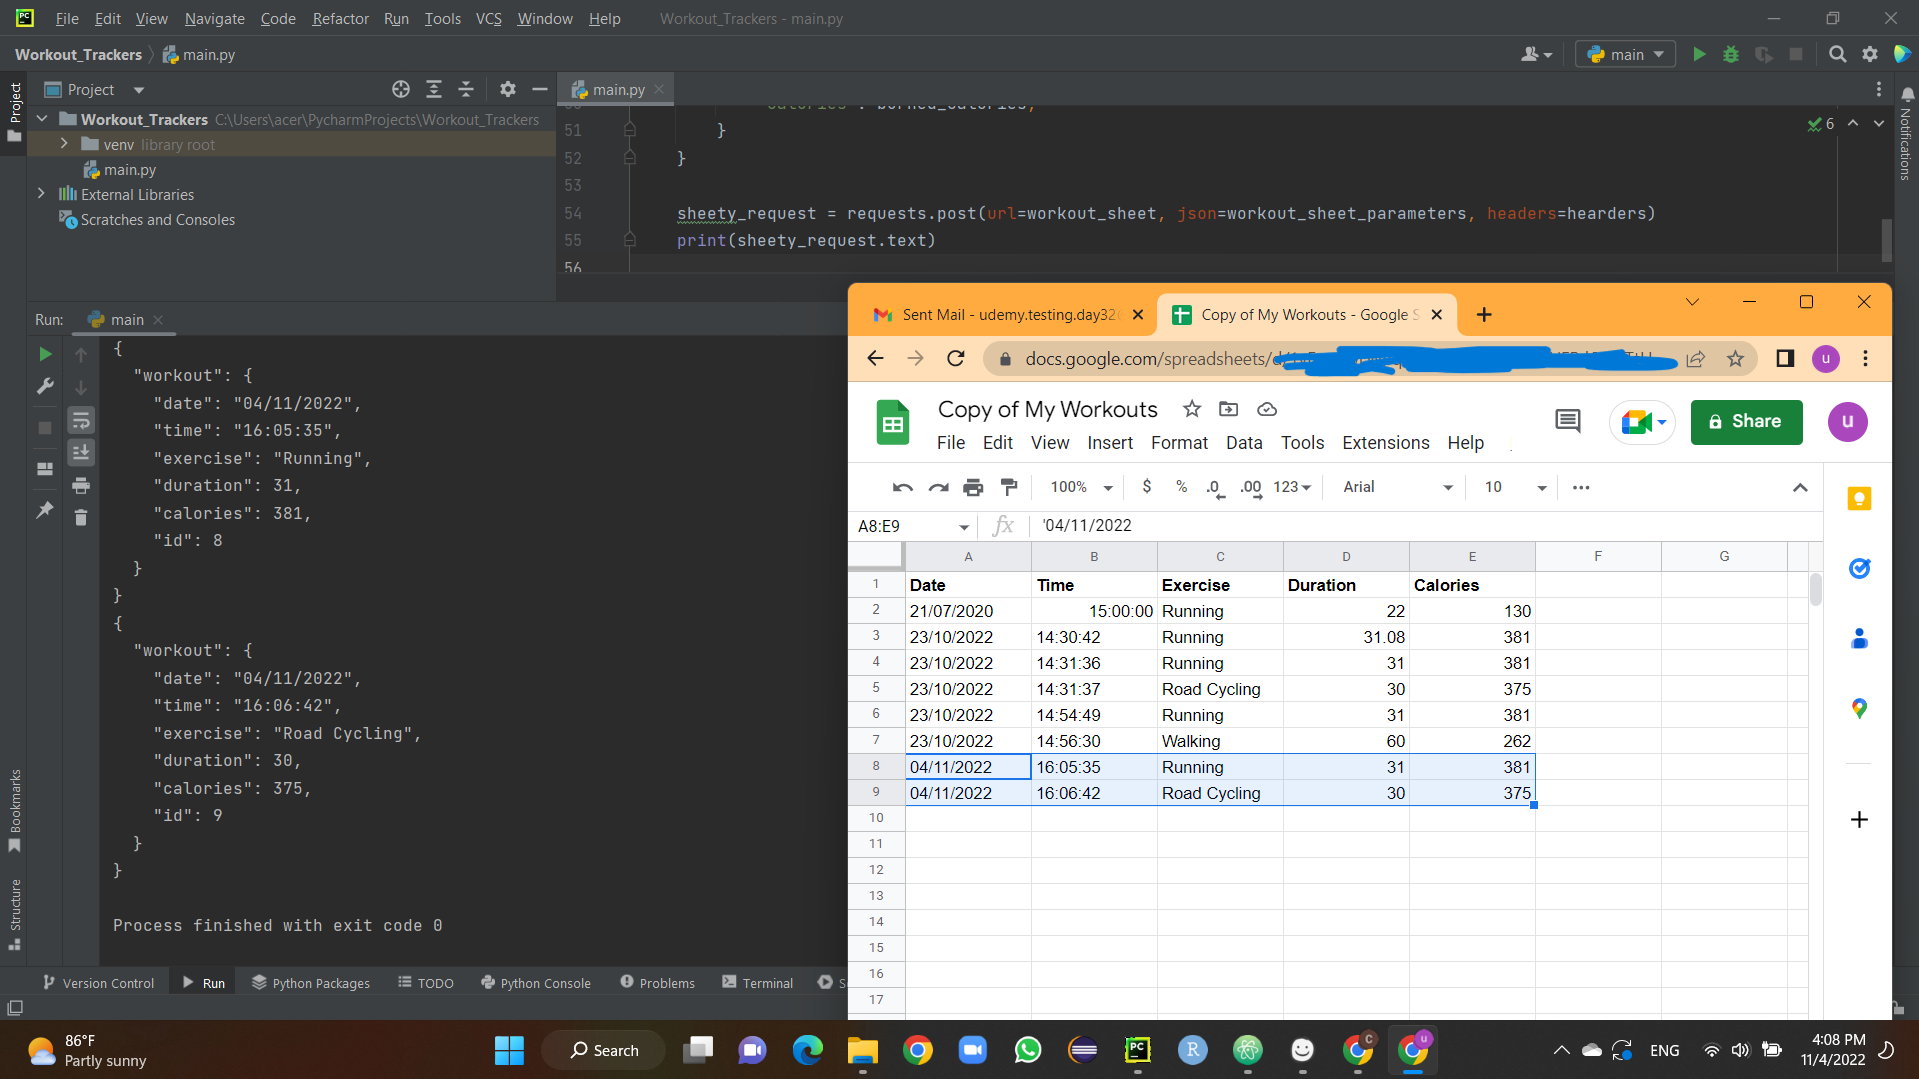 PC File Edit View Navigate Code Refactor Run Tools VCS Window Help Workout_Trackers - main.py
Workout_Trackers main.py
main
Project
Project
main.py
Workout_Trackers C:\Users\acer\PycharmProjects\Workout_Trackers
venv library root
main.py
External Libraries
Scratches and Consoles
51 }
52 }
53
54 sheety_request = requests.post(url=workout_sheet, json=workout_sheet_parameters, headers=hearders)
55 print(sheety_request.text)
56
6
Notifications
Run: main
{
"workout": {
"date": "04/11/2022",
"time": "16:05:35",
"exercise": "Running",
"duration": 31,
"calories": 381,
"id": 8
}
}
{
"workout": {
"date": "04/11/2022",
"time": "16:06:42",
"exercise": "Road Cycling",
"duration": 30,
"calories": 375,
"id": 9
}
}
Process finished with exit code 0
Bookmarks
Structure
Version Control Run Python Packages TODO Python Console Problems Terminal
Sent Mail - udemy.testing.day32 Copy of My Workouts - Google S
docs.google.com/spreadsheets/d/
u
Copy of My Workouts
File Edit View Insert Format Data Tools Extensions Help
Share
u
100% $ % .0 .00 123 Arial 10
A8:E9 fx '04/11/2022
A B C D E F G
1 Date Time Exercise Duration Calories
2 21/07/2020 15:00:00 Running 22 130
3 23/10/2022 14:30:42 Running 31.08 381
4 23/10/2022 14:31:36 Running 31 381
5 23/10/2022 14:31:37 Road Cycling 30 375
6 23/10/2022 14:54:49 Running 31 381
7 23/10/2022 14:56:30 Walking 60 262
8 04/11/2022 16:05:35 Running 31 381
9 04/11/2022 16:06:42 Road Cycling 30 375
10
11
12
13
14
15
16
17
86°F
Partly sunny
Search
PC
R
C
u
ENG
4:08 PM
11/4/2022